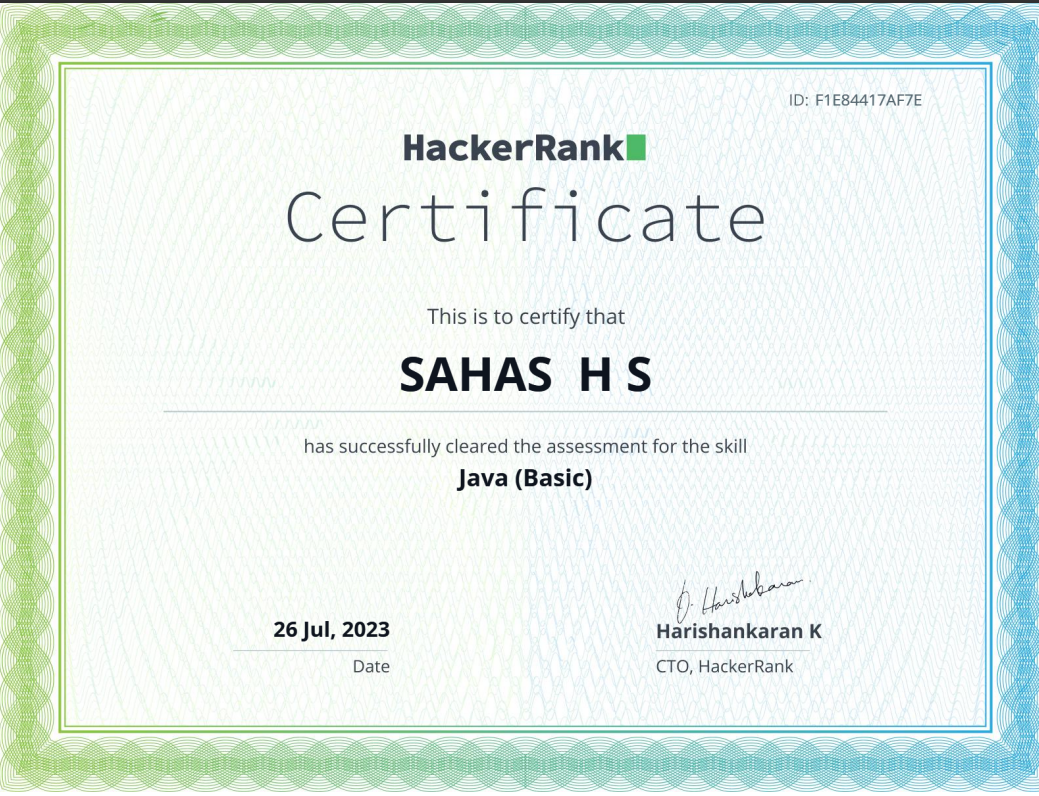 ID: F1E84417AF7E
HackerRank
Certificate
This is to certify that
SAHAS H S
has successfully cleared the assessment for the skill
Java (Basic)
26 Jul, 2023
Date
Harishankaran K
CTO, HackerRank